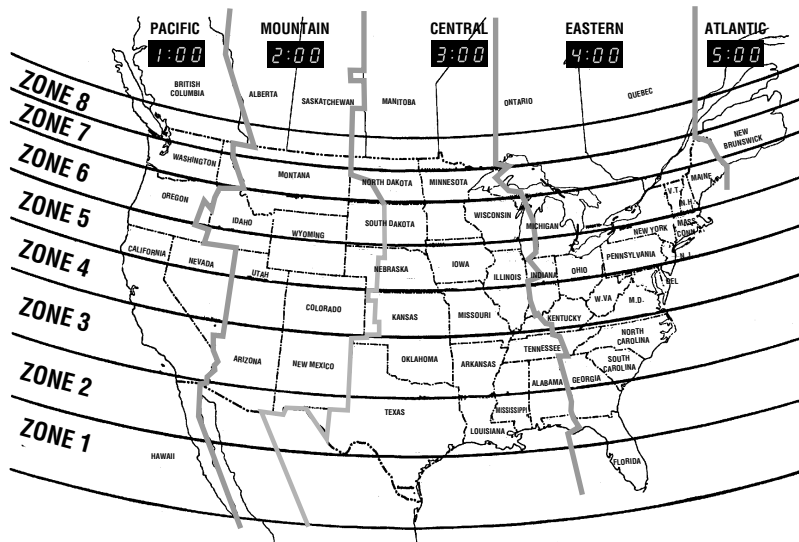 PACIFIC MOUNTAIN CENTRAL EASTERN ATLANTIC
1:00 2:00 3:00 4:00 5:00
BRITISH
COLUMBIA
ALBERTA
SASKATCHEWAN
MANITOBA
ONTARIO
QUEBEC
NEW
BRUNSWICK
ZONE 8
ZONE 7
ZONE 6
ZONE 5
ZONE 4
ZONE 3
ZONE 2
ZONE 1
WASHINGTON
MONTANA
NORTH DAKOTA
MINNESOTA
MAINE
OREGON
IDAHO
WYOMING
SOUTH DAKOTA
WISCONSIN
MICHIGAN
V.T.
N.H.
NEW YORK
MASS
CONN
CALIFORNIA
NEVADA
UTAH
NEBRASKA
IOWA
ILLINOIS
INDIANA
OHIO
PENNSYLVANIA
N.J.
DEL
COLORADO
KANSAS
MISSOURI
KENTUCKY
W.VA
M.D.
ARIZONA
NEW MEXICO
OKLAHOMA
ARKANSAS
TENNESSEE
NORTH
CAROLINA
SOUTH
CAROLINA
TEXAS
MISSISSIPPI
ALABAMA
GEORGIA
LOUISIANA
FLORIDA
HAWAII